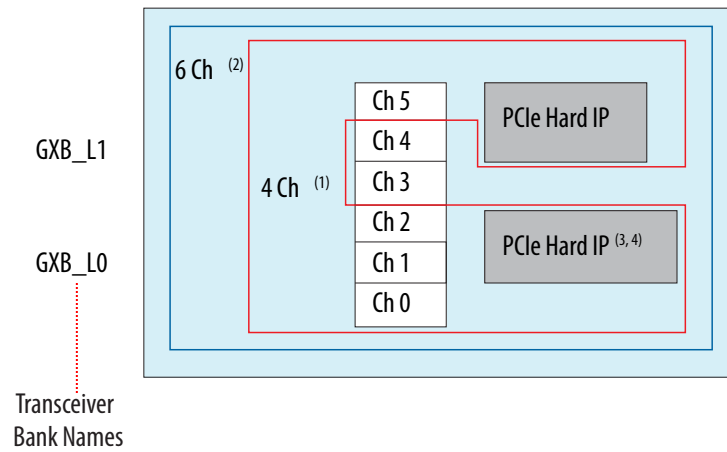 6 Ch (2)
Ch 5
PCIe Hard IP
Ch 4
GXB_L1
4 Ch (1)
Ch 3
Ch 2
PCIe Hard IP (3, 4)
GXB_L0
Ch 1
Ch 0
Transceiver
Bank Names